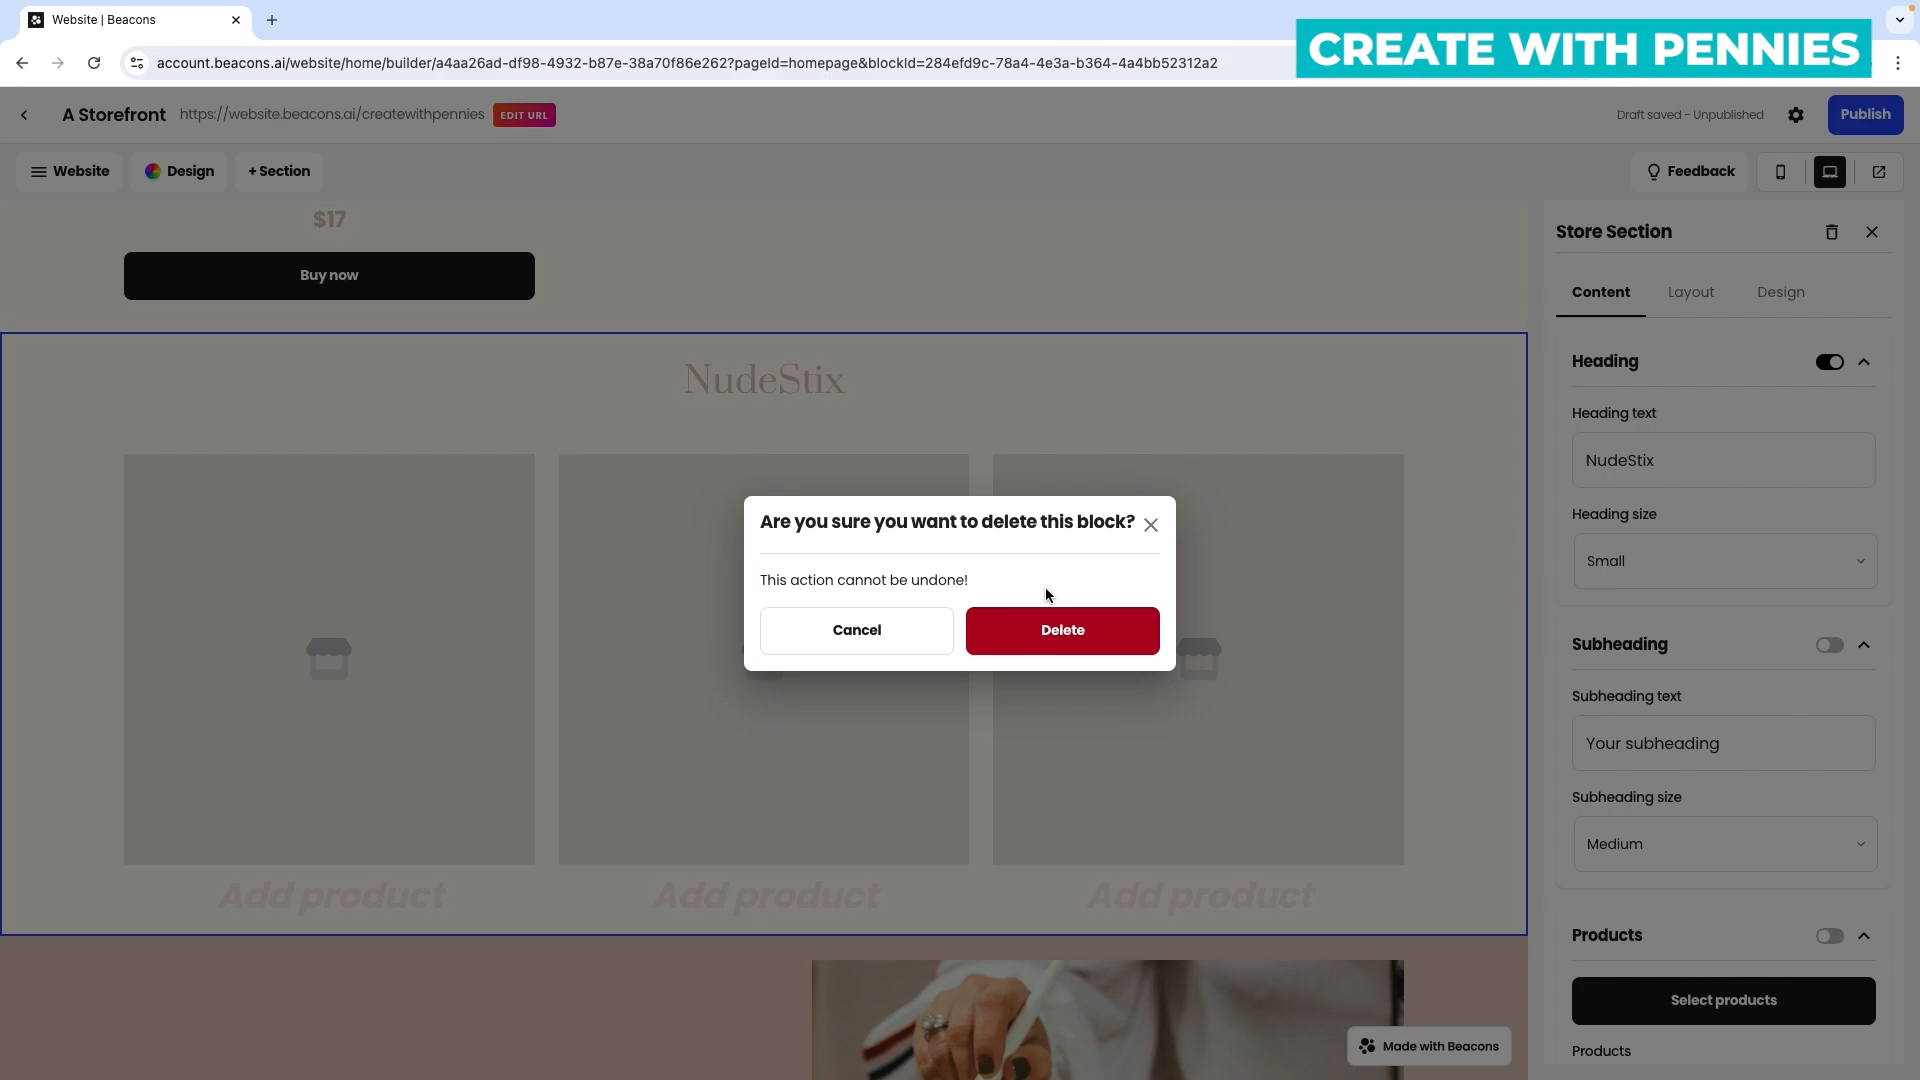 Website | Beacons
CREATE WITH PENNIES
account.beacons.ai/website/home/builder/a4aa26ad-df98-4932-b87e-38a70f86e262?pageId=homepage&blockId=284efd9c-78a4-4e3a-b364-4a4bb52312a2
A Storefront
https://website.beacons.ai/createwithpennies
EDIT URL
Draft saved - Unpublished
Publish
Website
Design
+ Section
Feedback
$17
Buy now
Store Section
Content
Layout
Design
NudeStix
Heading
Heading text
NudeStix
Heading size
Small
Are you sure you want to delete this block?
This action cannot be undone!
Cancel
Delete
Subheading
Subheading text
Your subheading
Subheading size
Medium
Add product
Add product
Add product
Products
Select products
Made with Beacons
Products